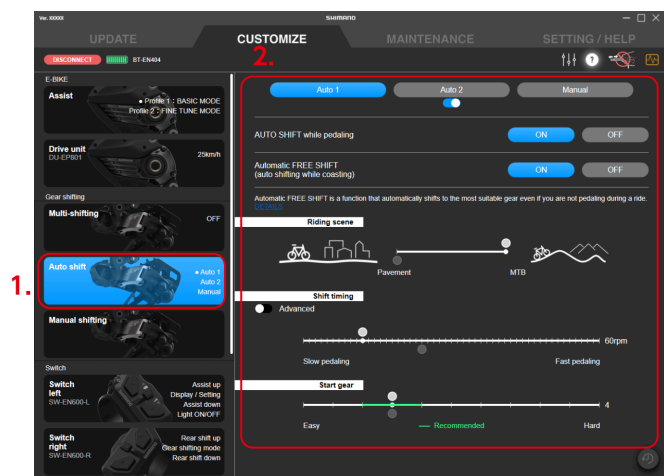 Ver. XXXXX
SHIMANO
UPDATE
CUSTOMIZE
MAINTENANCE
SETTING / HELP
DISCONNECT
BT-EN404
2.
?
E-BIKE
Assist
• Profile 1 : BASIC MODE
Profile 2 : FINE TUNE MODE
Drive unit
DU-EP801
25km/h
Gear shifting
Multi-shifting
OFF
1.
Auto shift
• Auto 1
Auto 2
Manual
Manual shifting
Switch
Switch
left
SW-EN600-L
Assist up
Display / Setting
Assist down
Light ON/OFF
Switch
right
SW-EN600-R
Rear shift up
Gear shifting mode
Rear shift down
Auto 1
Auto 2
Manual
AUTO SHIFT while pedaling
ON
OFF
Automatic FREE SHIFT
(auto shifting while coasting)
ON
OFF
Automatic FREE SHIFT is a function that automatically shifts to the most suitable gear even if you are not pedaling during a ride.
DETAILS
Riding scene
Pavement
MTB
Shift timing
Advanced
60rpm
Slow pedaling
Fast pedaling
Start gear
4
Easy
Recommended
Hard